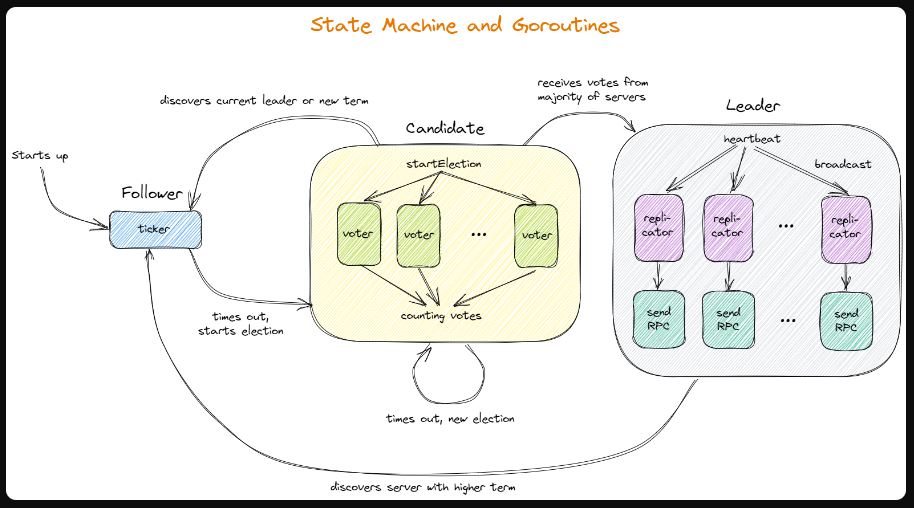 State Machine and Goroutines
receives votes from
majority of servers
discovers current leader or new term
Leader
Candidate
heartbeat
Starts up
startElection
broadcast
Follower
ticker
voter
voter
...
voter
repli-
cator
repli-
cator
...
repli-
cator
counting votes
times out,
starts election
send
RPC
send
RPC
...
send
RPC
times out, new election
discovers server with higher term